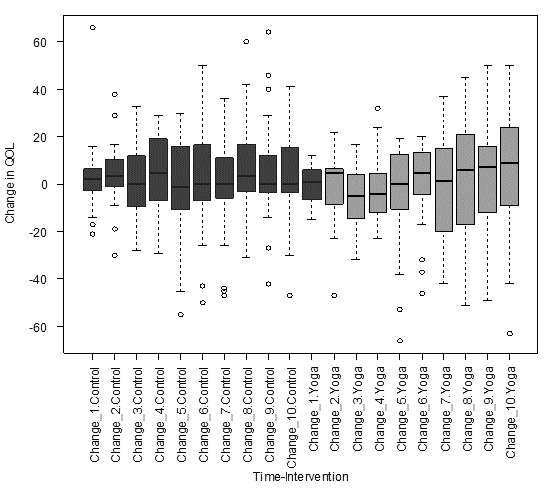 Change in QOL
60
40
20
0
-20
-40
-60
Change_1.Control
Change_2.Control
Change_3.Control
Change_4.Control
Change_5.Control
Change_6.Control
Change_7.Control
Change_8.Control
Change_9.Control
Change_10.Control
Change_1.Yoga
Change_2.Yoga
Change_3.Yoga
Change_4.Yoga
Change_5.Yoga
Change_6.Yoga
Change_7.Yoga
Change_8.Yoga
Change_9.Yoga
Change_10.Yoga
Time-Intervention